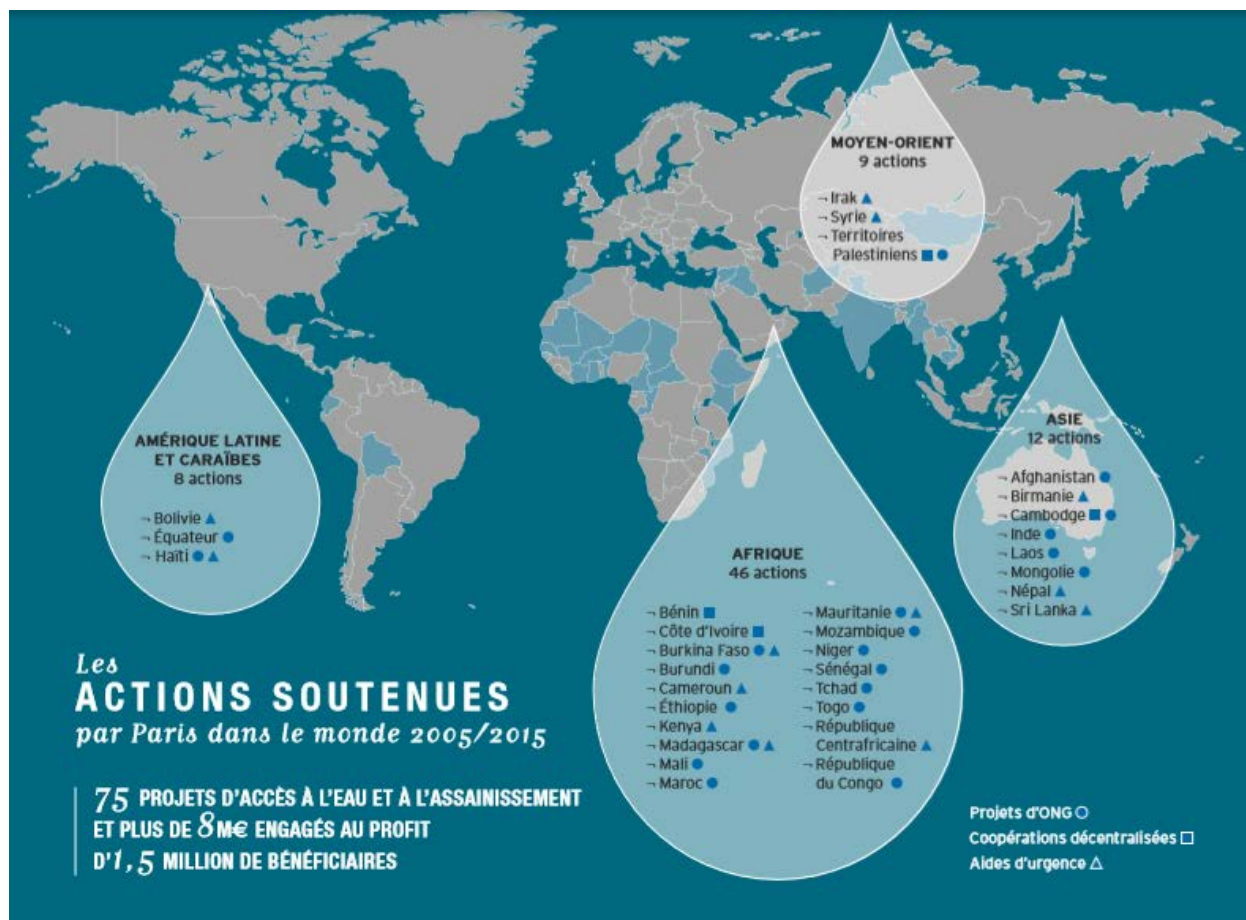 MOYEN-ORIENT
9 actions
¬ Irak ▲
¬ Syrie ▲
¬ Territoires
Palestiniens ■ ●
AMÉRIQUE LATINE
ET CARAÏBES
8 actions
¬ Bolivie ▲
¬ Équateur ●
¬ Haïti ● ▲
ASIE
12 actions
¬ Afghanistan ●
¬ Birmanie ▲
¬ Cambodge ■ ●
¬ Inde ●
¬ Laos ●
¬ Mongolie ●
¬ Népal ▲
¬ Sri Lanka ▲
AFRIQUE
46 actions
¬ Bénin ■
¬ Côte d'Ivoire ■
¬ Burkina Faso ● ▲
¬ Burundi ●
¬ Cameroun ▲
¬ Éthiopie ●
¬ Kenya ▲
¬ Madagascar ● ▲
¬ Mali ●
¬ Maroc ●
¬ Mauritanie ● ▲
¬ Mozambique ●
¬ Niger ●
¬ Sénégal ●
¬ Tchad ●
¬ Togo ●
¬ République
Centrafricaine ▲
¬ République
du Congo ●
Les
ACTIONS SOUTENUES
par Paris dans le monde 2005/2015
75 PROJETS D'ACCÈS À L'EAU ET À L'ASSAINISSEMENT
ET PLUS DE 8M€ ENGAGÉS AU PROFIT
D'1,5 MILLION DE BÉNÉFICIAIRES
Projets d'ONG ○
Coopérations décentralisées □
Aides d'urgence △